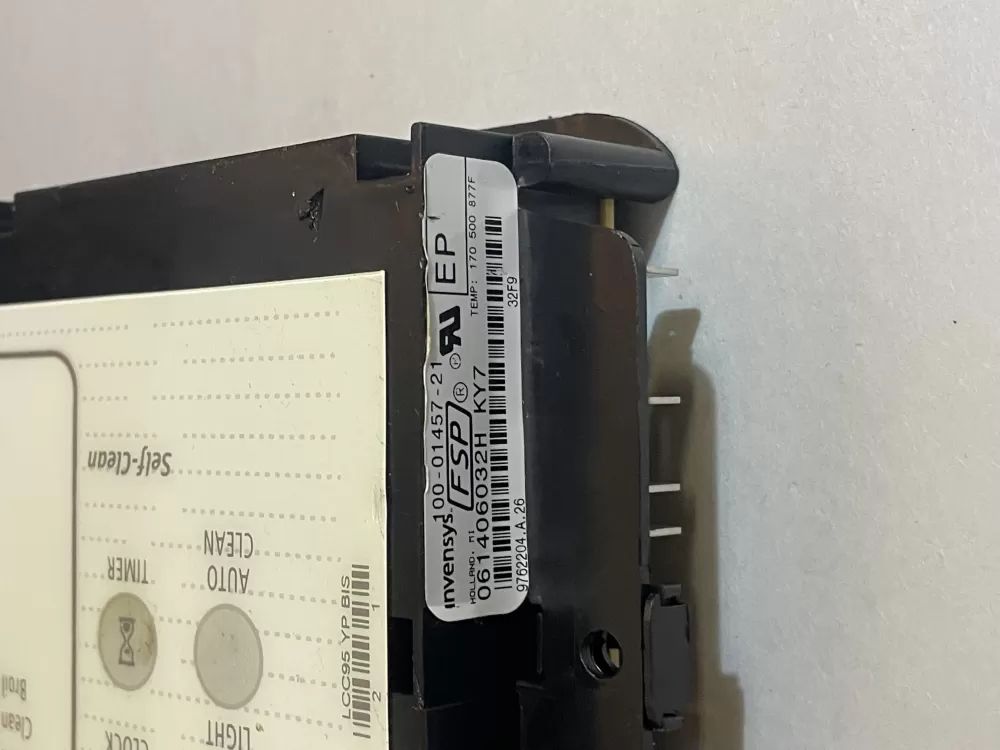 invensys 100-01457-21
HOLLAND, MI
FSP ® EP
TEMP: 170 500 877F
061406032H KY7
32F9
9762204.A.26
Self-Clean
TIMER
AUTO
CLEAN
CLOCK
LIGHT
Broil
Clean
LCC95 YP BIS
2 1